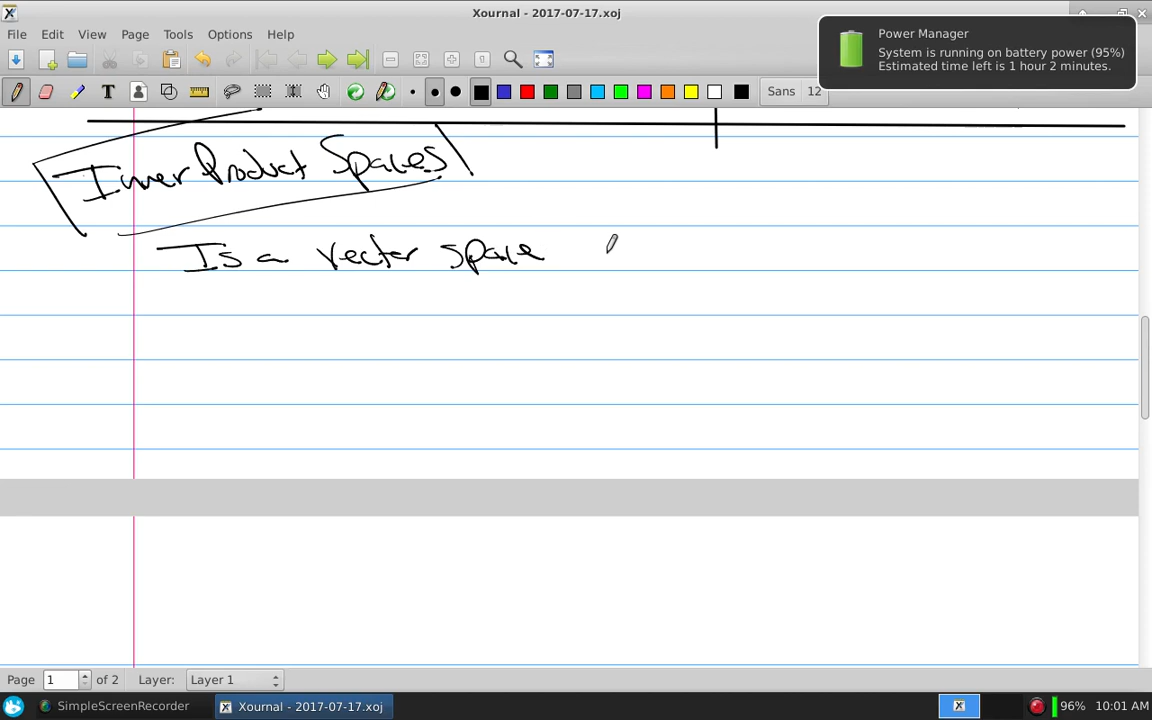 Xournal - 2017-07-17.xoj
File Edit View Page Tools Options Help
Power Manager
System is running on battery power (95%)
Estimated time left is 1 hour 2 minutes.
Sans 12
Inner Product Spaces
Is a vector space
Page 1 of 2 Layer: Layer 1
SimpleScreenRecorder Xournal - 2017-07-17.xoj 96% 10:01 AM